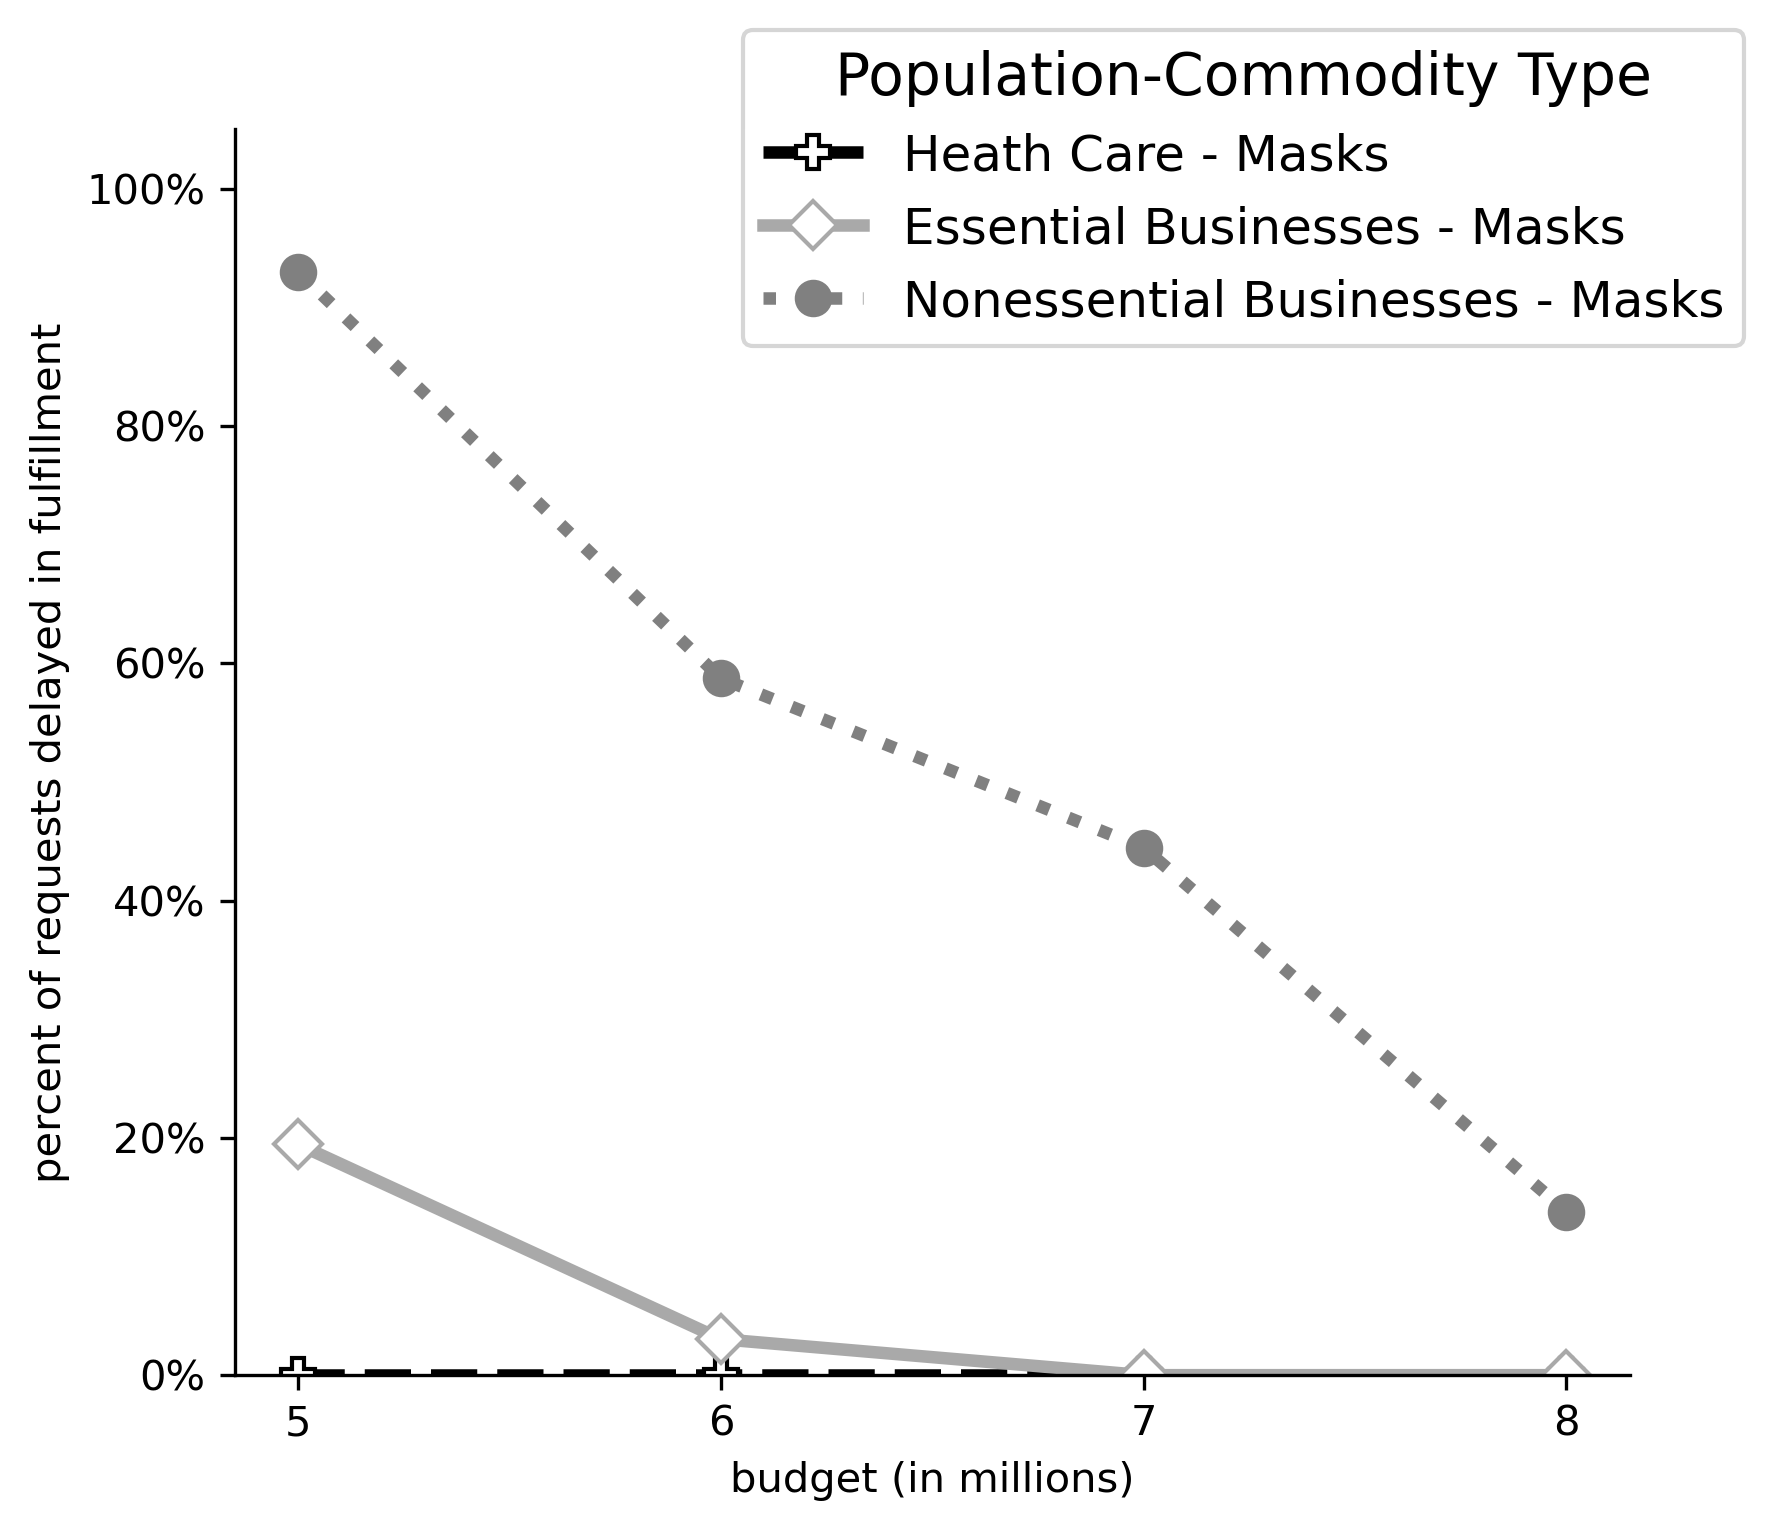 Population-Commodity Type
Heath Care - Masks
Essential Businesses - Masks
Nonessential Businesses - Masks
100%
80%
60%
40%
20%
0%
percent of requests delayed in fulfillment
5 6 7 8
budget (in millions)